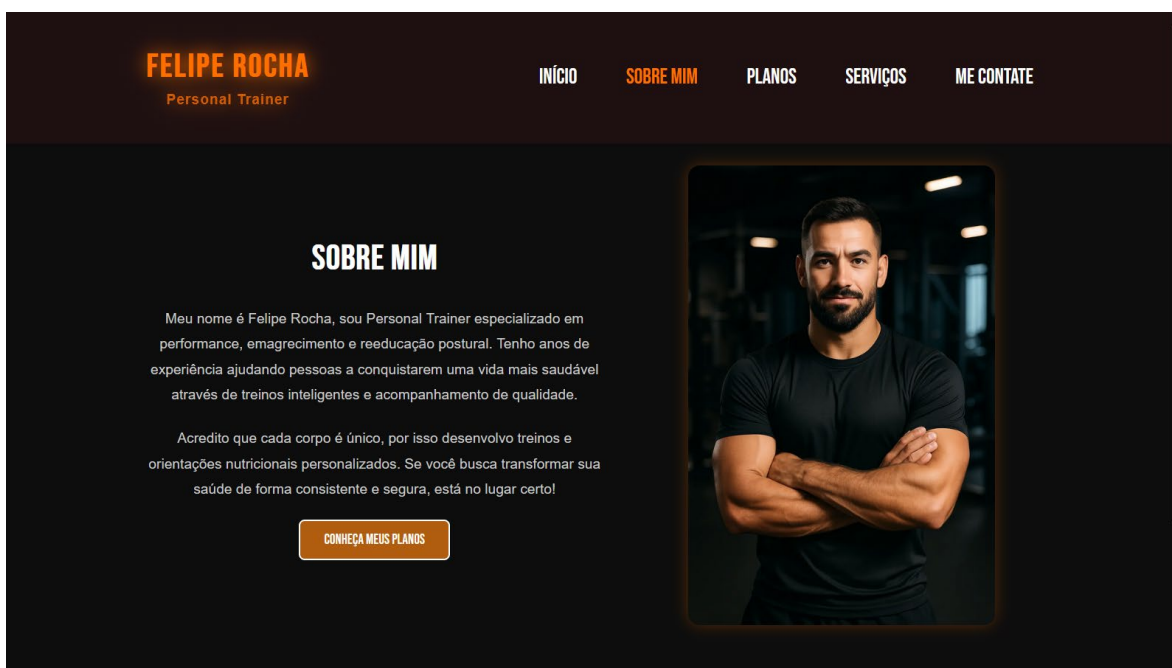 FELIPE ROCHA
Personal Trainer
INÍCIO
SOBRE MIM
PLANOS
SERVIÇOS
ME CONTATE
SOBRE MIM
Meu nome é Felipe Rocha, sou Personal Trainer especializado em
performance, emagrecimento e reeducação postural. Tenho anos de
experiência ajudando pessoas a conquistarem uma vida mais saudável
através de treinos inteligentes e acompanhamento de qualidade.
Acredito que cada corpo é único, por isso desenvolvo treinos e
orientações nutricionais personalizados. Se você busca transformar sua
saúde de forma consistente e segura, está no lugar certo!
CONHEÇA MEUS PLANOS